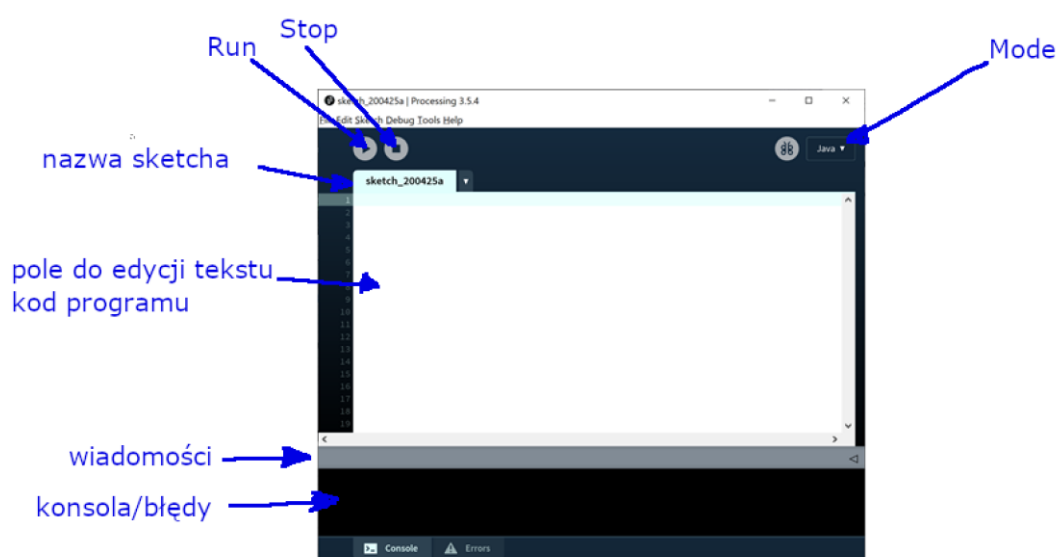 Stop
Run
Mode
sketch_200425a | Processing 3.5.4
File Edit Sketch Debug Tools Help
nazwa sketcha
Java
sketch_200425a
1
2
3
4
5
6
7
8
9
10
11
12
13
14
15
16
17
18
19
pole do edycji tekstu
kod programu
wiadomości
konsola/błędy
Console
Errors